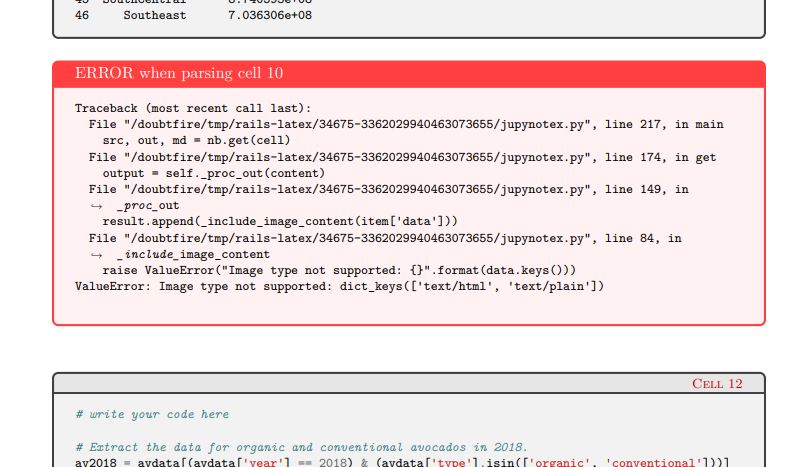 45 Southcentral 8.740593e+08
46 Southeast 7.036306e+08
ERROR when parsing cell 10
Traceback (most recent call last):
File "/doubtfire/tmp/rails-latex/34675-3362029940463073655/jupynotex.py", line 217, in main
src, out, md = nb.get(cell)
File "/doubtfire/tmp/rails-latex/34675-3362029940463073655/jupynotex.py", line 174, in get
output = self._proc_out(content)
File "/doubtfire/tmp/rails-latex/34675-3362029940463073655/jupynotex.py", line 149, in
↪ _proc_out
result.append(_include_image_content(item['data']))
File "/doubtfire/tmp/rails-latex/34675-3362029940463073655/jupynotex.py", line 84, in
↪ _include_image_content
raise ValueError("Image type not supported: {}".format(data.keys()))
ValueError: Image type not supported: dict_keys(['text/html', 'text/plain'])
CELL 12
# write your code here
# Extract the data for organic and conventional avocados in 2018.
av2018 = avdata[(avdata['year'] == 2018) & (avdata['type'].isin(['organic', 'conventional']))]